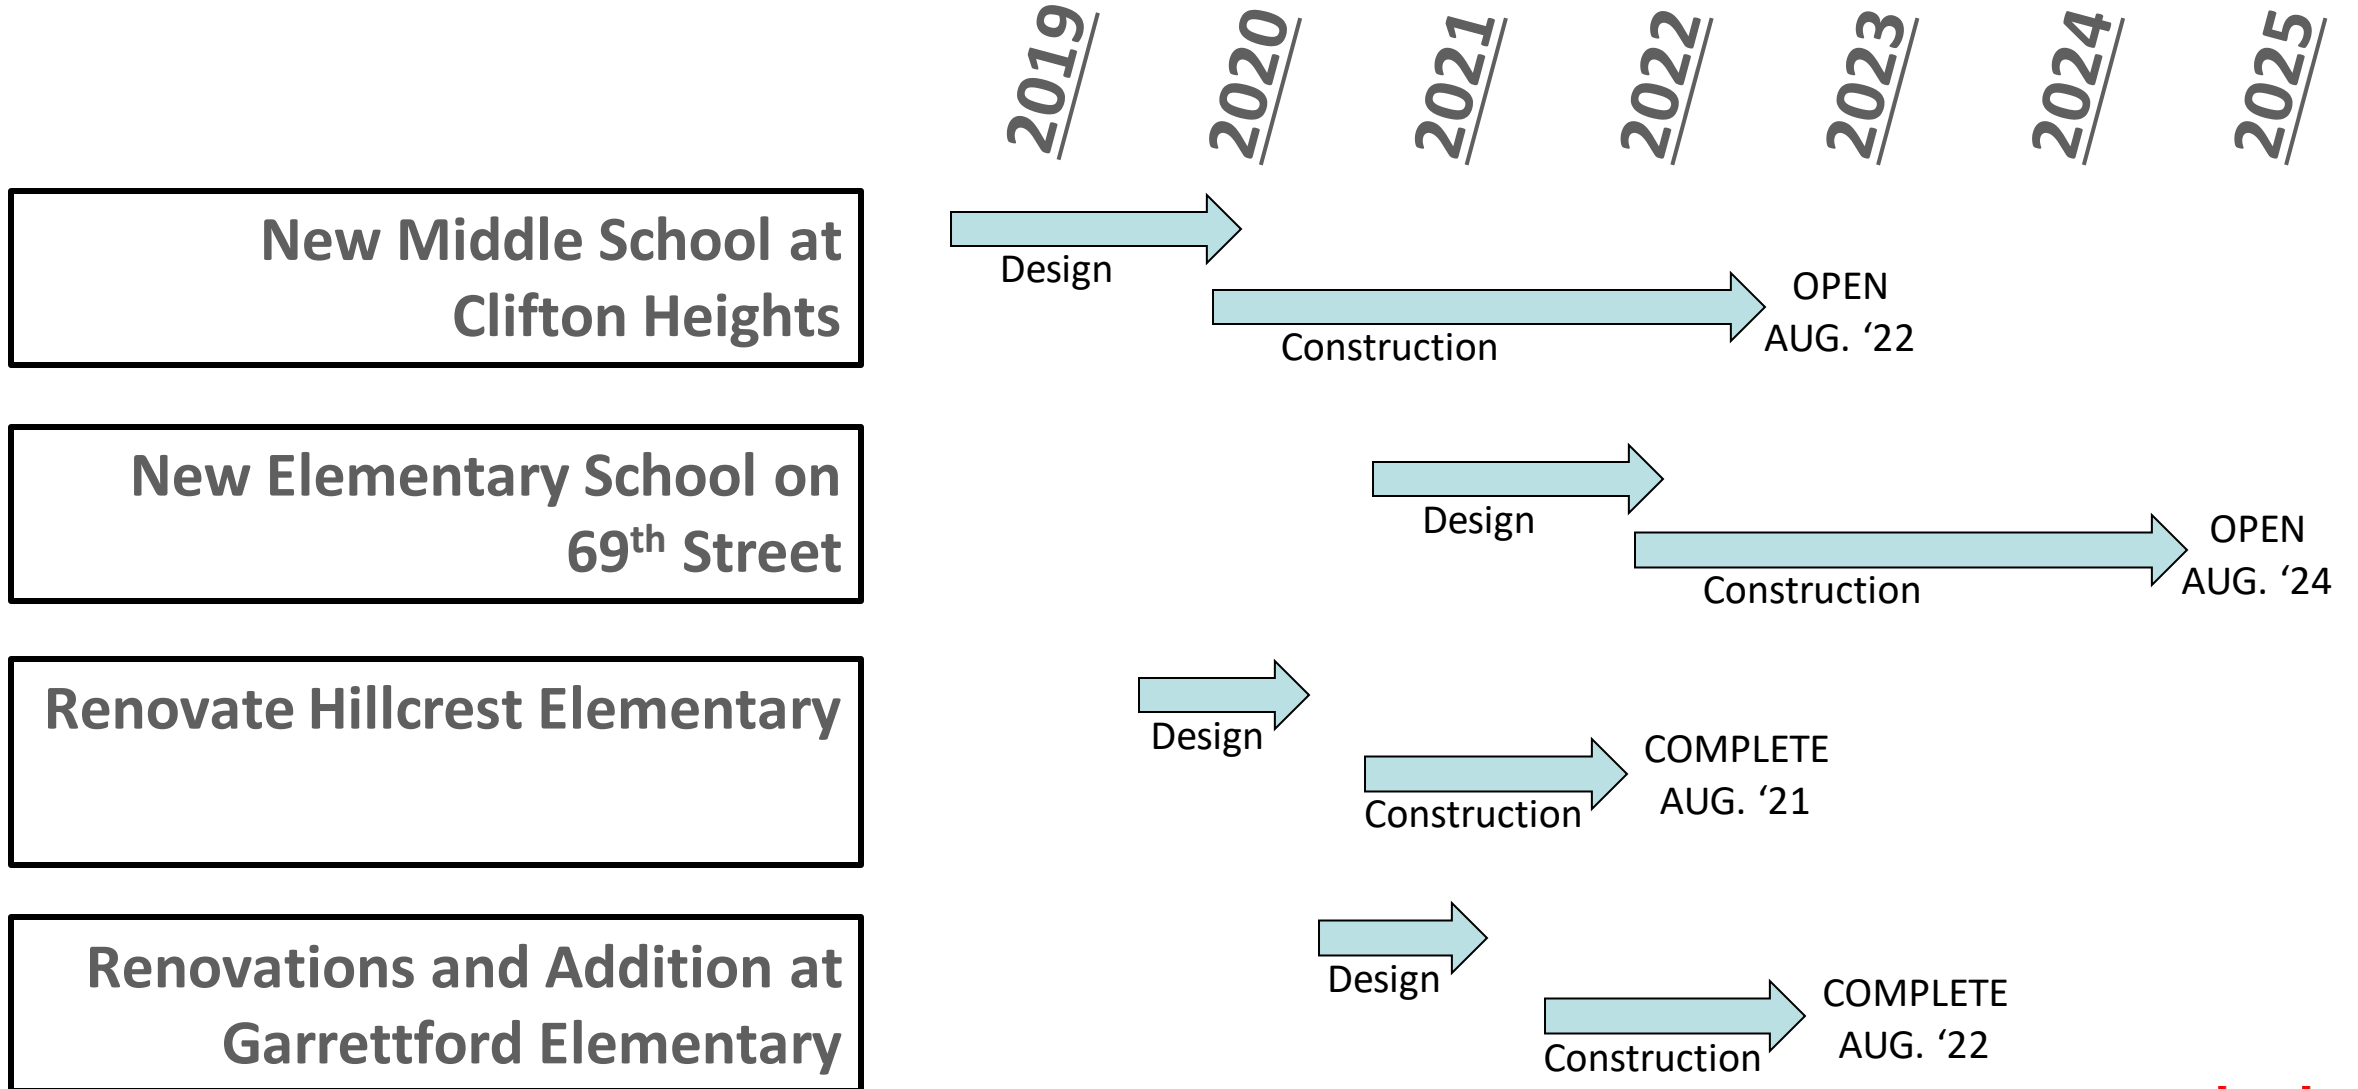 2019 2020 2021 2022 2023 2024 2025
New Middle School at
Clifton Heights
Design
Construction
OPEN
AUG. ‘22
New Elementary School on
69th Street
Design
Construction
OPEN
AUG. ‘24
Renovate Hillcrest Elementary
Design
Construction
COMPLETE
AUG. ‘21
Renovations and Addition at
Garrettford Elementary
Design
Construction
COMPLETE
AUG. ‘22